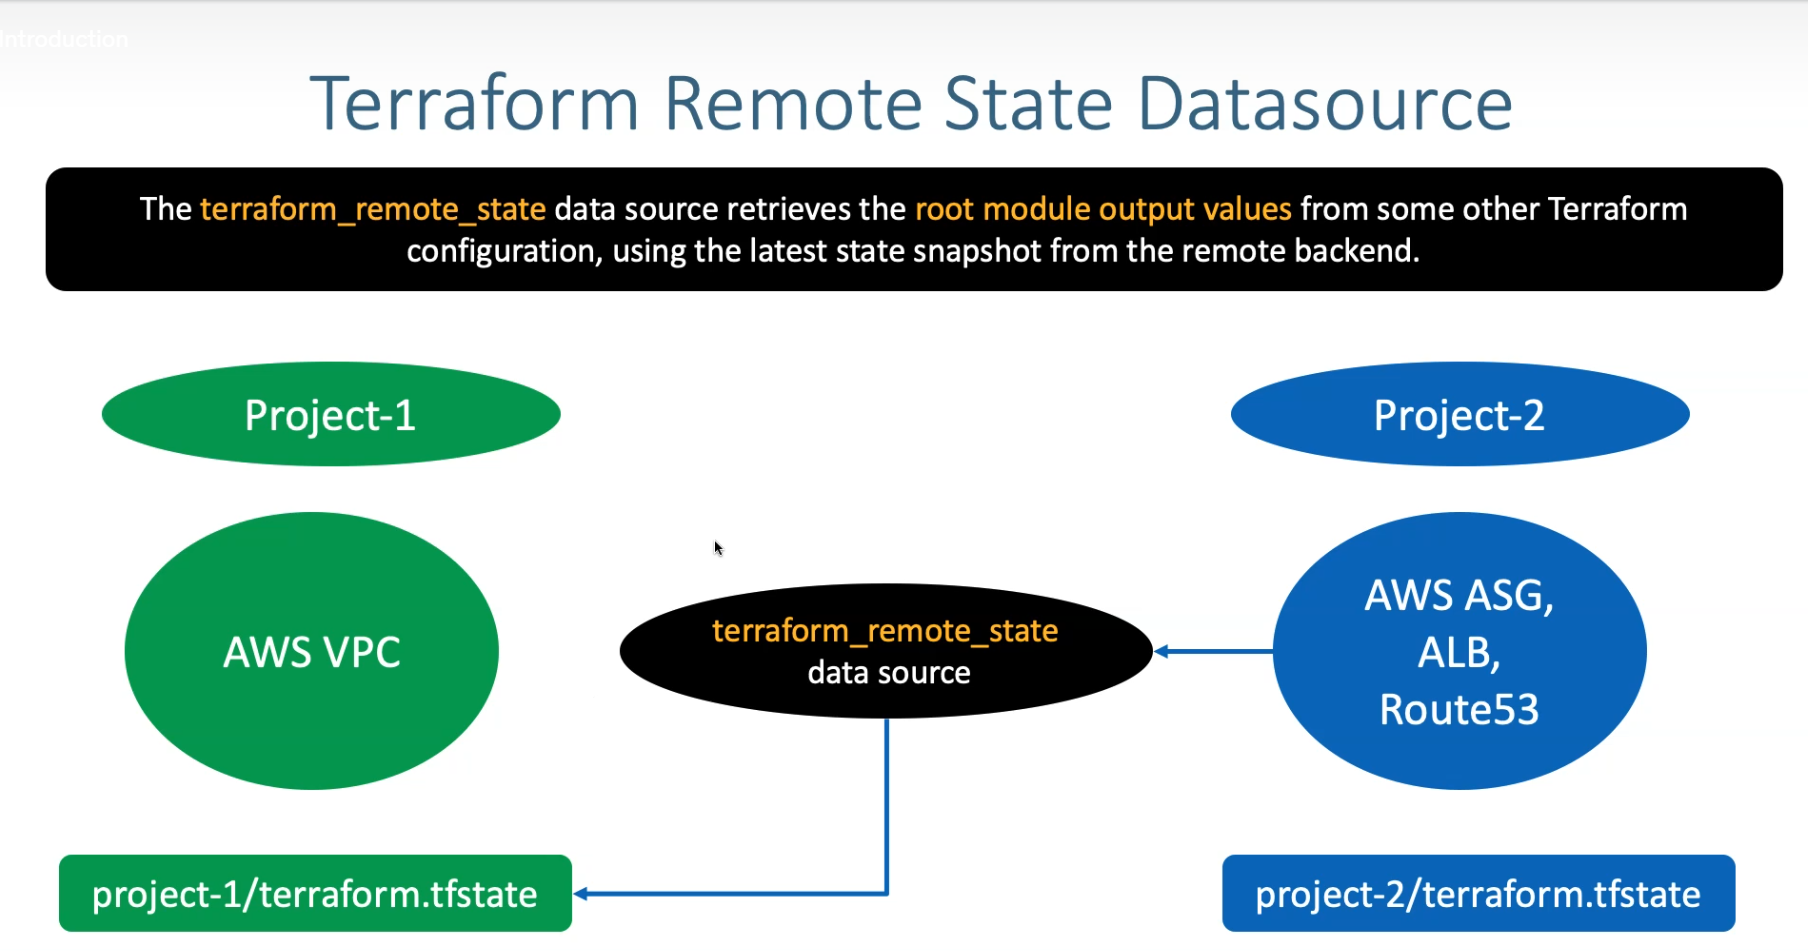 Introduction
Terraform Remote State Datasource
The terraform_remote_state data source retrieves the root module output values from some other Terraform
configuration, using the latest state snapshot from the remote backend.
Project-1
Project-2
AWS VPC
terraform_remote_state
data source
AWS ASG,
ALB,
Route53
project-1/terraform.tfstate
project-2/terraform.tfstate